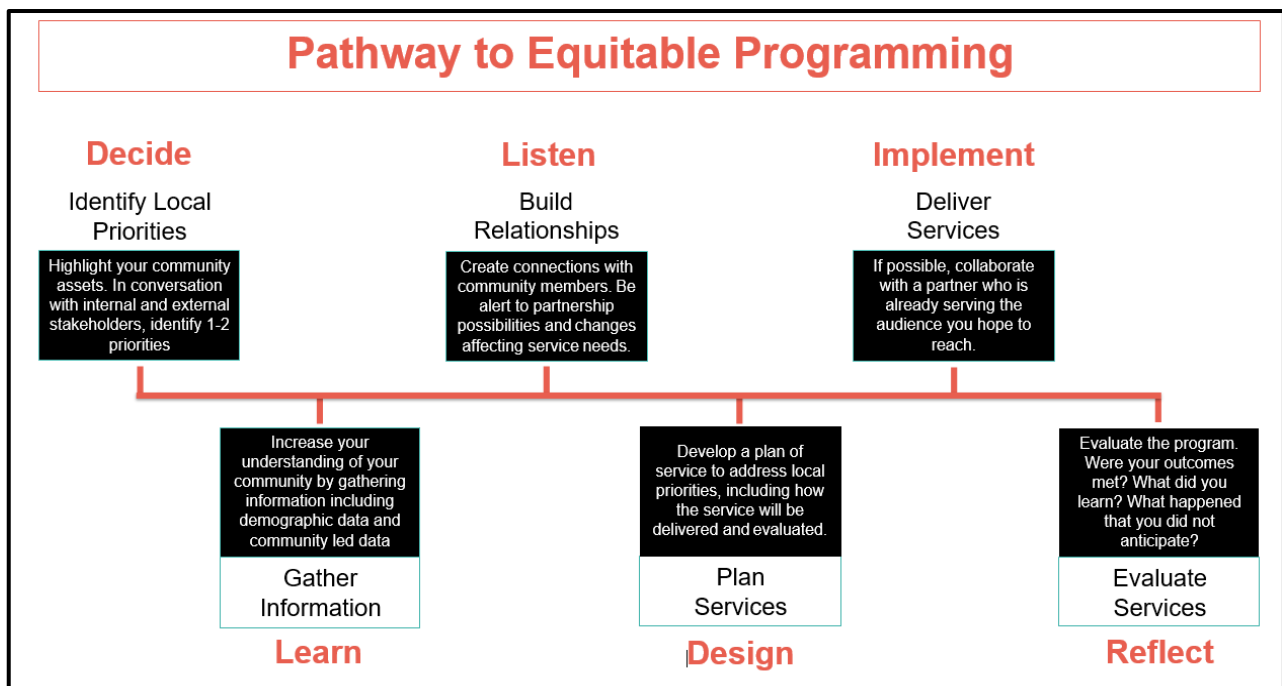 Pathway to Equitable Programming
Decide
Identify Local
Priorities
Highlight your community
assets. In conversation
with internal and external
stakeholders, identify 1-2
priorities
Increase your
understanding of your
community by gathering
information including
demographic data and
community led data
Gather
Information
Learn
Listen
Build
Relationships
Create connections with
community members. Be
alert to partnership
possibilities and changes
affecting service needs.
Develop a plan of
service to address local
priorities, including how
the service will be
delivered and evaluated.
Plan
Services
Design
Implement
Deliver
Services
If possible, collaborate
with a partner who is
already serving the
audience you hope to
reach.
Evaluate the program.
Were your outcomes
met? What did you
learn? What happened
that you did not
anticipate?
Evaluate
Services
Reflect